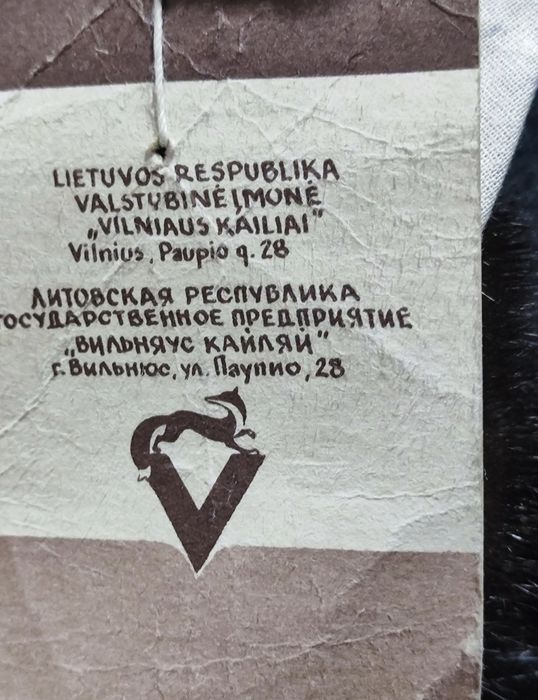 LIETUVOS RESPUBLIKA
VALSTYBINĖ ĮMONĖ
„VILNIAUS KAILIAI"
Vilnius, Paupio g. 28
ЛИТОВСКАЯ РЕСПУБЛИКА
ГОСУДАРСТВЕННОЕ ПРЕДПРИЯТИЕ
„ВИЛЬНЯУС КАЙЛЯЙ"
г. Вильнюс, ул. Паупио, 28
V